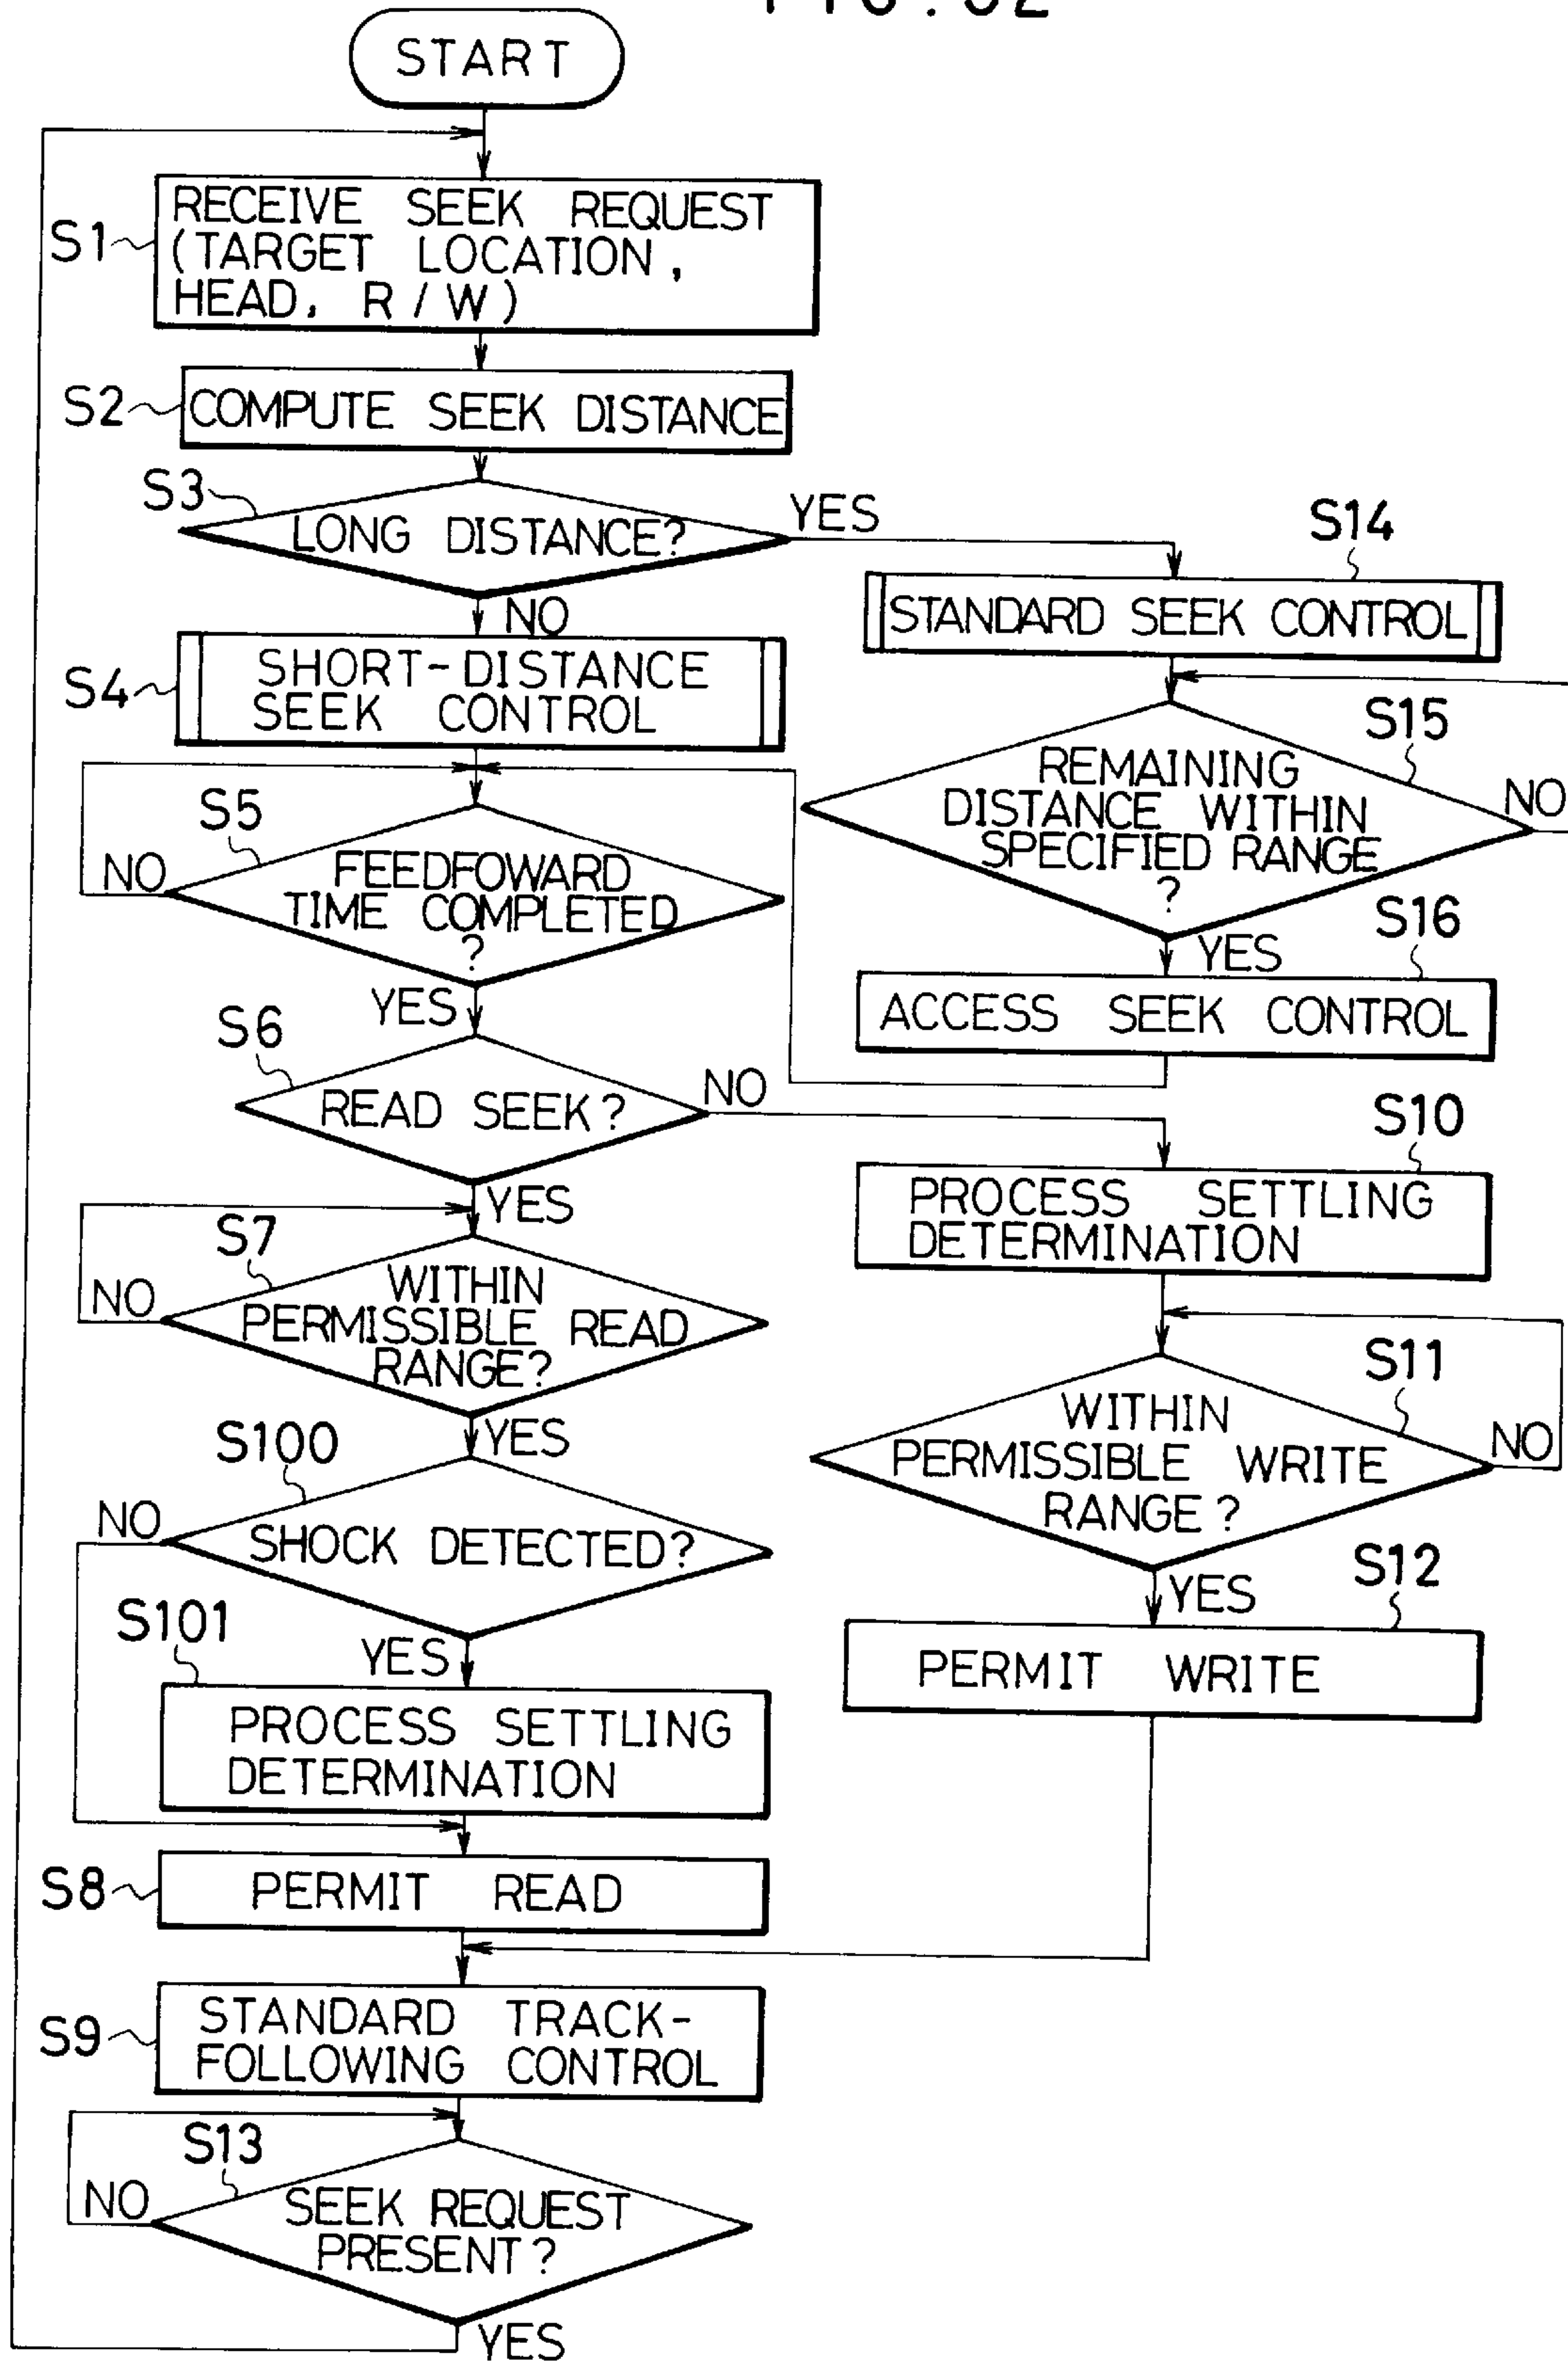 FIG. 32
START
S1
RECEIVE SEEK REQUEST
(TARGET LOCATION,
HEAD, R/W)
S2
COMPUTE SEEK DISTANCE
S3
LONG DISTANCE?
YES
NO
S14
STANDARD SEEK CONTROL
S4
SHORT-DISTANCE
SEEK CONTROL
S15
REMAINING
DISTANCE WITHIN
SPECIFIED RANGE
?
NO
YES
S5
FEEDFOWARD
TIME COMPLETED
?
NO
YES
S16
ACCESS SEEK CONTROL
S6
READ SEEK?
NO
YES
S10
PROCESS SETTLING
DETERMINATION
S7
WITHIN
PERMISSIBLE READ
RANGE?
NO
YES
S11
WITHIN
PERMISSIBLE WRITE
RANGE?
NO
YES
S100
SHOCK DETECTED?
NO
YES
S12
PERMIT WRITE
S101
PROCESS SETTLING
DETERMINATION
S8
PERMIT READ
S9
STANDARD TRACK-
FOLLOWING CONTROL
S13
SEEK REQUEST
PRESENT?
NO
YES